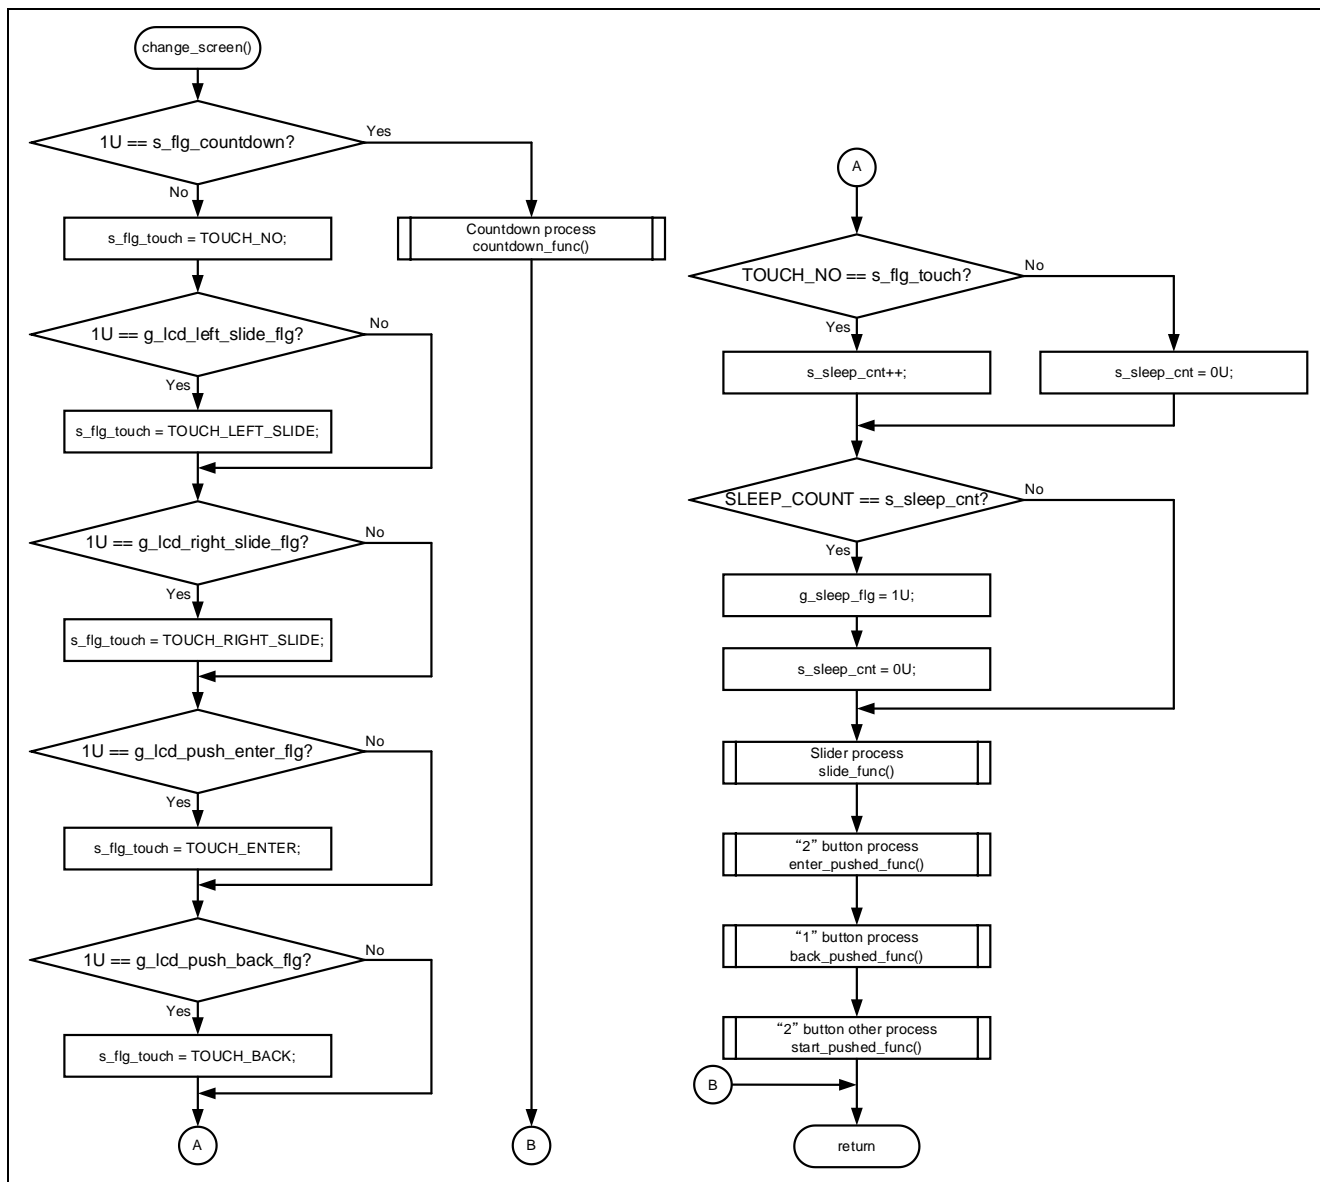 change_screen()
1U == s_flg_countdown?
Yes
No
s_flg_touch = TOUCH_NO;
Countdown process
countdown_func()
1U == g_lcd_left_slide_flg?
No
Yes
s_flg_touch = TOUCH_LEFT_SLIDE;
1U == g_lcd_right_slide_flg?
No
Yes
s_flg_touch = TOUCH_RIGHT_SLIDE;
1U == g_lcd_push_enter_flg?
No
Yes
s_flg_touch = TOUCH_ENTER;
1U == g_lcd_push_back_flg?
No
Yes
s_flg_touch = TOUCH_BACK;
A
B
A
TOUCH_NO == s_flg_touch?
No
Yes
s_sleep_cnt++;
s_sleep_cnt = 0U;
SLEEP_COUNT == s_sleep_cnt?
No
Yes
g_sleep_flg = 1U;
s_sleep_cnt = 0U;
Slider process
slide_func()
“2” button process
enter_pushed_func()
“1” button process
back_pushed_func()
“2” button other process
start_pushed_func()
B
return